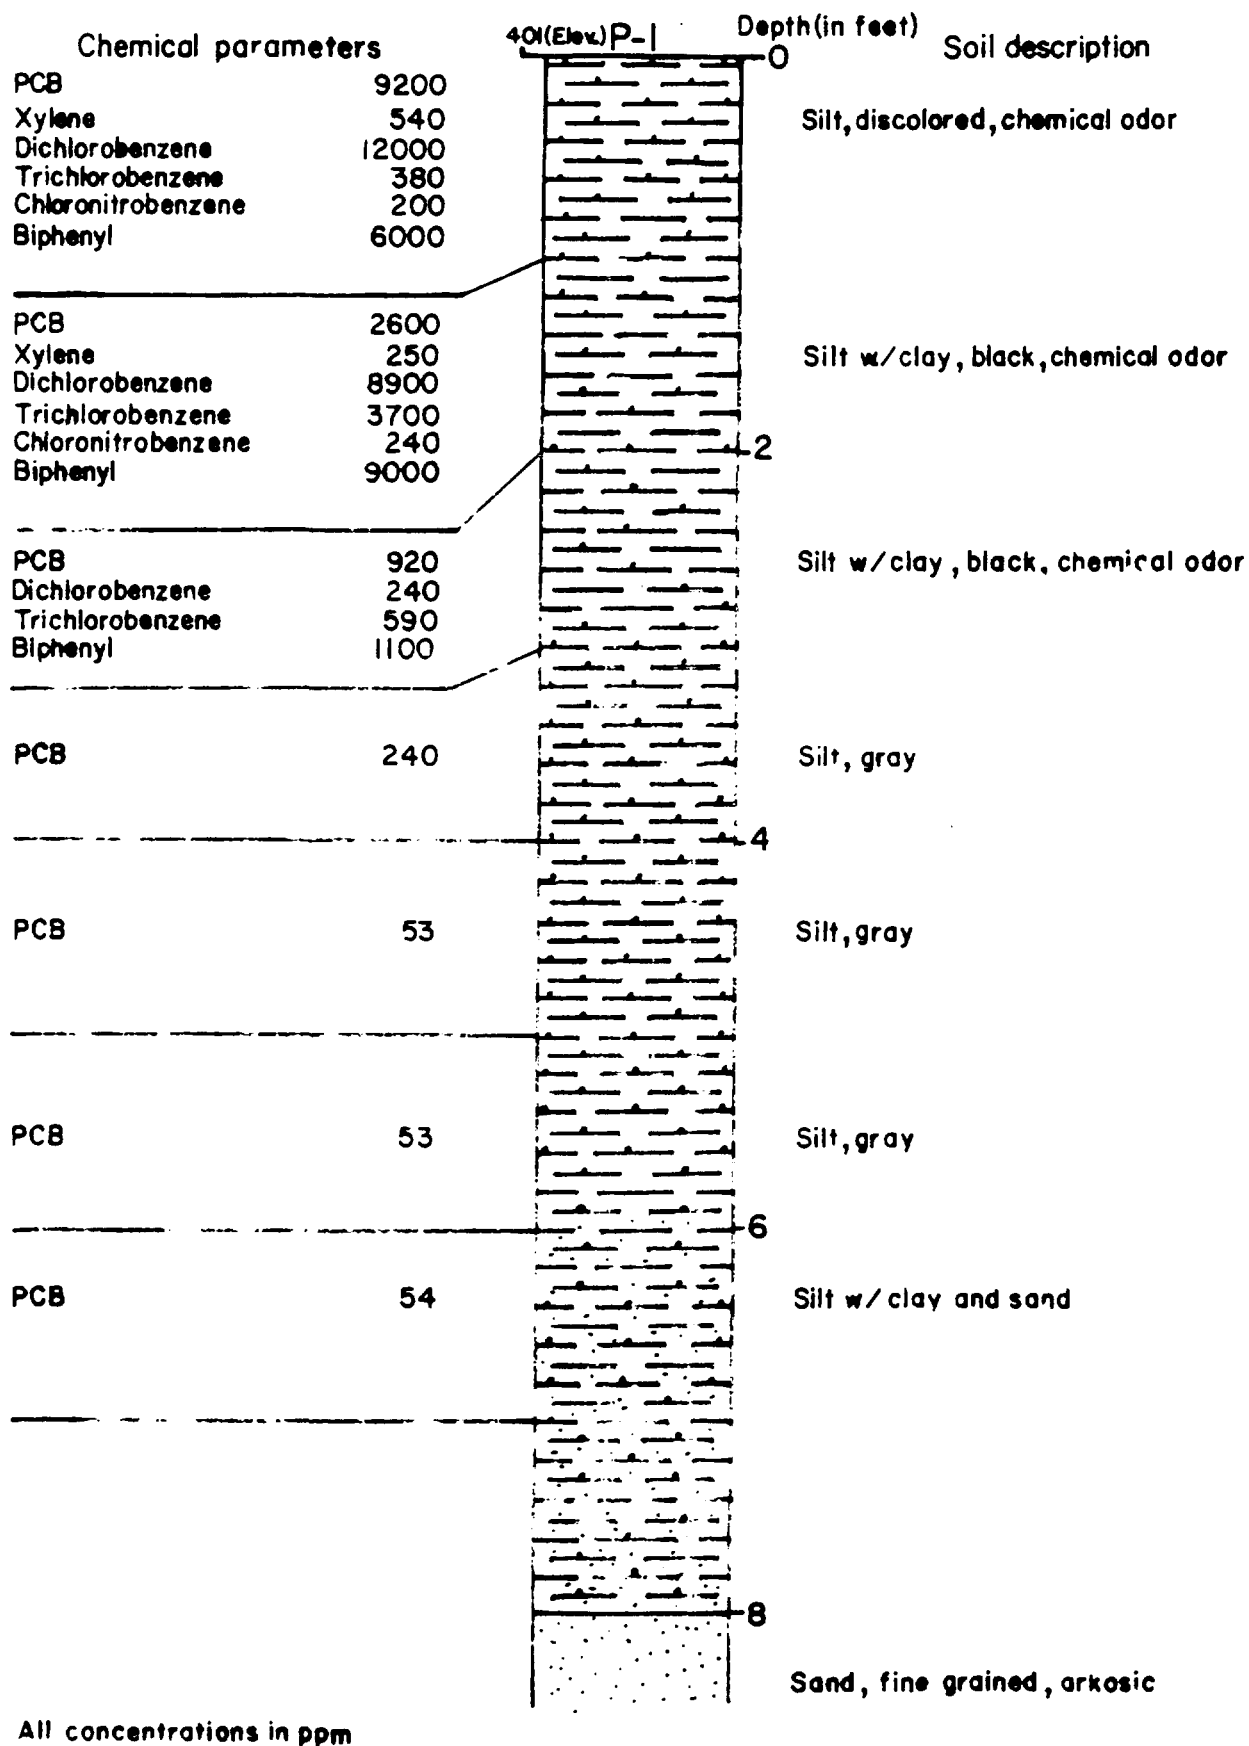 401(Elev.) P-1
Depth (in feet)
Chemical parameters
Soil description
0
PCB 9200
Xylene 540
Silt, discolored, chemical odor
Dichlorobenzene 12000
Trichlorobenzene 380
Chloronitrobenzene 200
Biphenyl 6000
PCB 2600
Xylene 250
Silt w/clay, black, chemical odor
Dichlorobenzene 8900
Trichlorobenzene 3700
Chloronitrobenzene 240
2
Biphenyl 9000
PCB 920
Silt w/clay, black, chemical odor
Dichlorobenzene 240
Trichlorobenzene 590
Biphenyl 1100
PCB 240
Silt, gray
4
PCB 53
Silt, gray
PCB 53
Silt, gray
6
PCB 54
Silt w/clay and sand
8
Sand, fine grained, arkosic
All concentrations in ppm